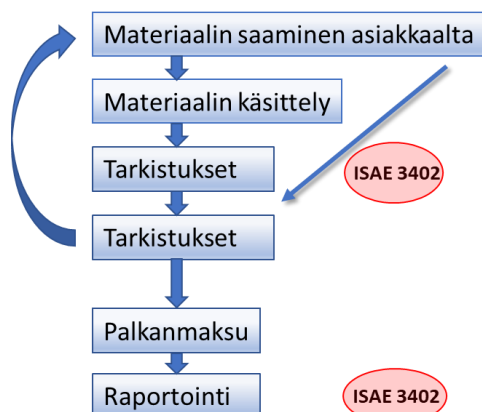 Materiaalin saaminen asiakkaalta
Materiaalin käsittely
Tarkistukset
ISAE 3402
Tarkistukset
Palkanmaksu
Raportointi
ISAE 3402